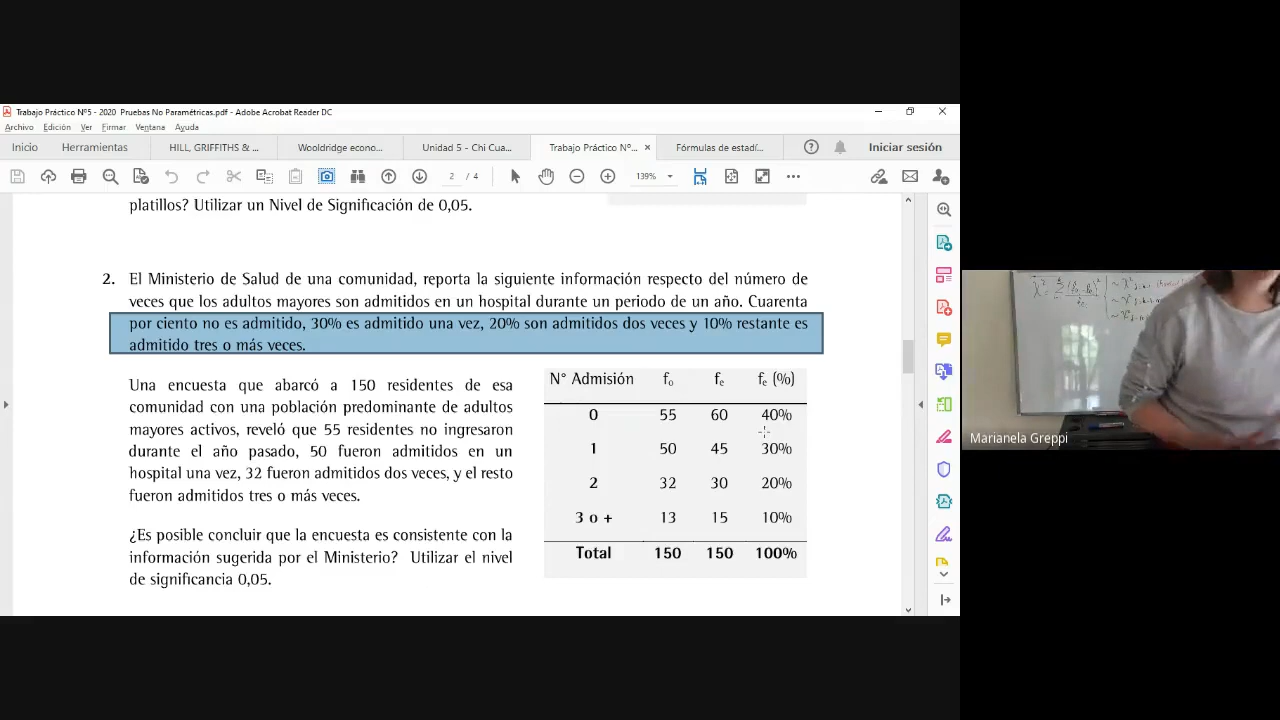 Trabajo Práctico Nº5 - 2020 Pruebas No Paramétricas.pdf - Adobe Acrobat Reader DC
Archivo Edición Ver Firmar Ventana Ayuda
Inicio Herramientas HILL, GRIFFITHS & ... Wooldridge econo... Unidad 5 - Chi Cua... Trabajo Práctico Nº... Fórmulas de estadí... Iniciar sesión
2 / 4 139%
platillos? Utilizar un Nivel de Significación de 0,05.
2. El Ministerio de Salud de una comunidad, reporta la siguiente información respecto del número de
veces que los adultos mayores son admitidos en un hospital durante un periodo de un año. Cuarenta
por ciento no es admitido, 30% es admitido una vez, 20% son admitidos dos veces y 10% restante es
admitido tres o más veces.
Una encuesta que abarcó a 150 residentes de esa
comunidad con una población predominante de adultos
mayores activos, reveló que 55 residentes no ingresaron
durante el año pasado, 50 fueron admitidos en un
hospital una vez, 32 fueron admitidos dos veces, y el resto
fueron admitidos tres o más veces.
¿Es posible concluir que la encuesta es consistente con la
información sugerida por el Ministerio? Utilizar el nivel
de significancia 0,05.
N° Admisión fo fe fe (%)
0 55 60 40%
1 50 45 30%
2 32 30 20%
3 o + 13 15 10%
Total 150 150 100%
Marianela Greppi